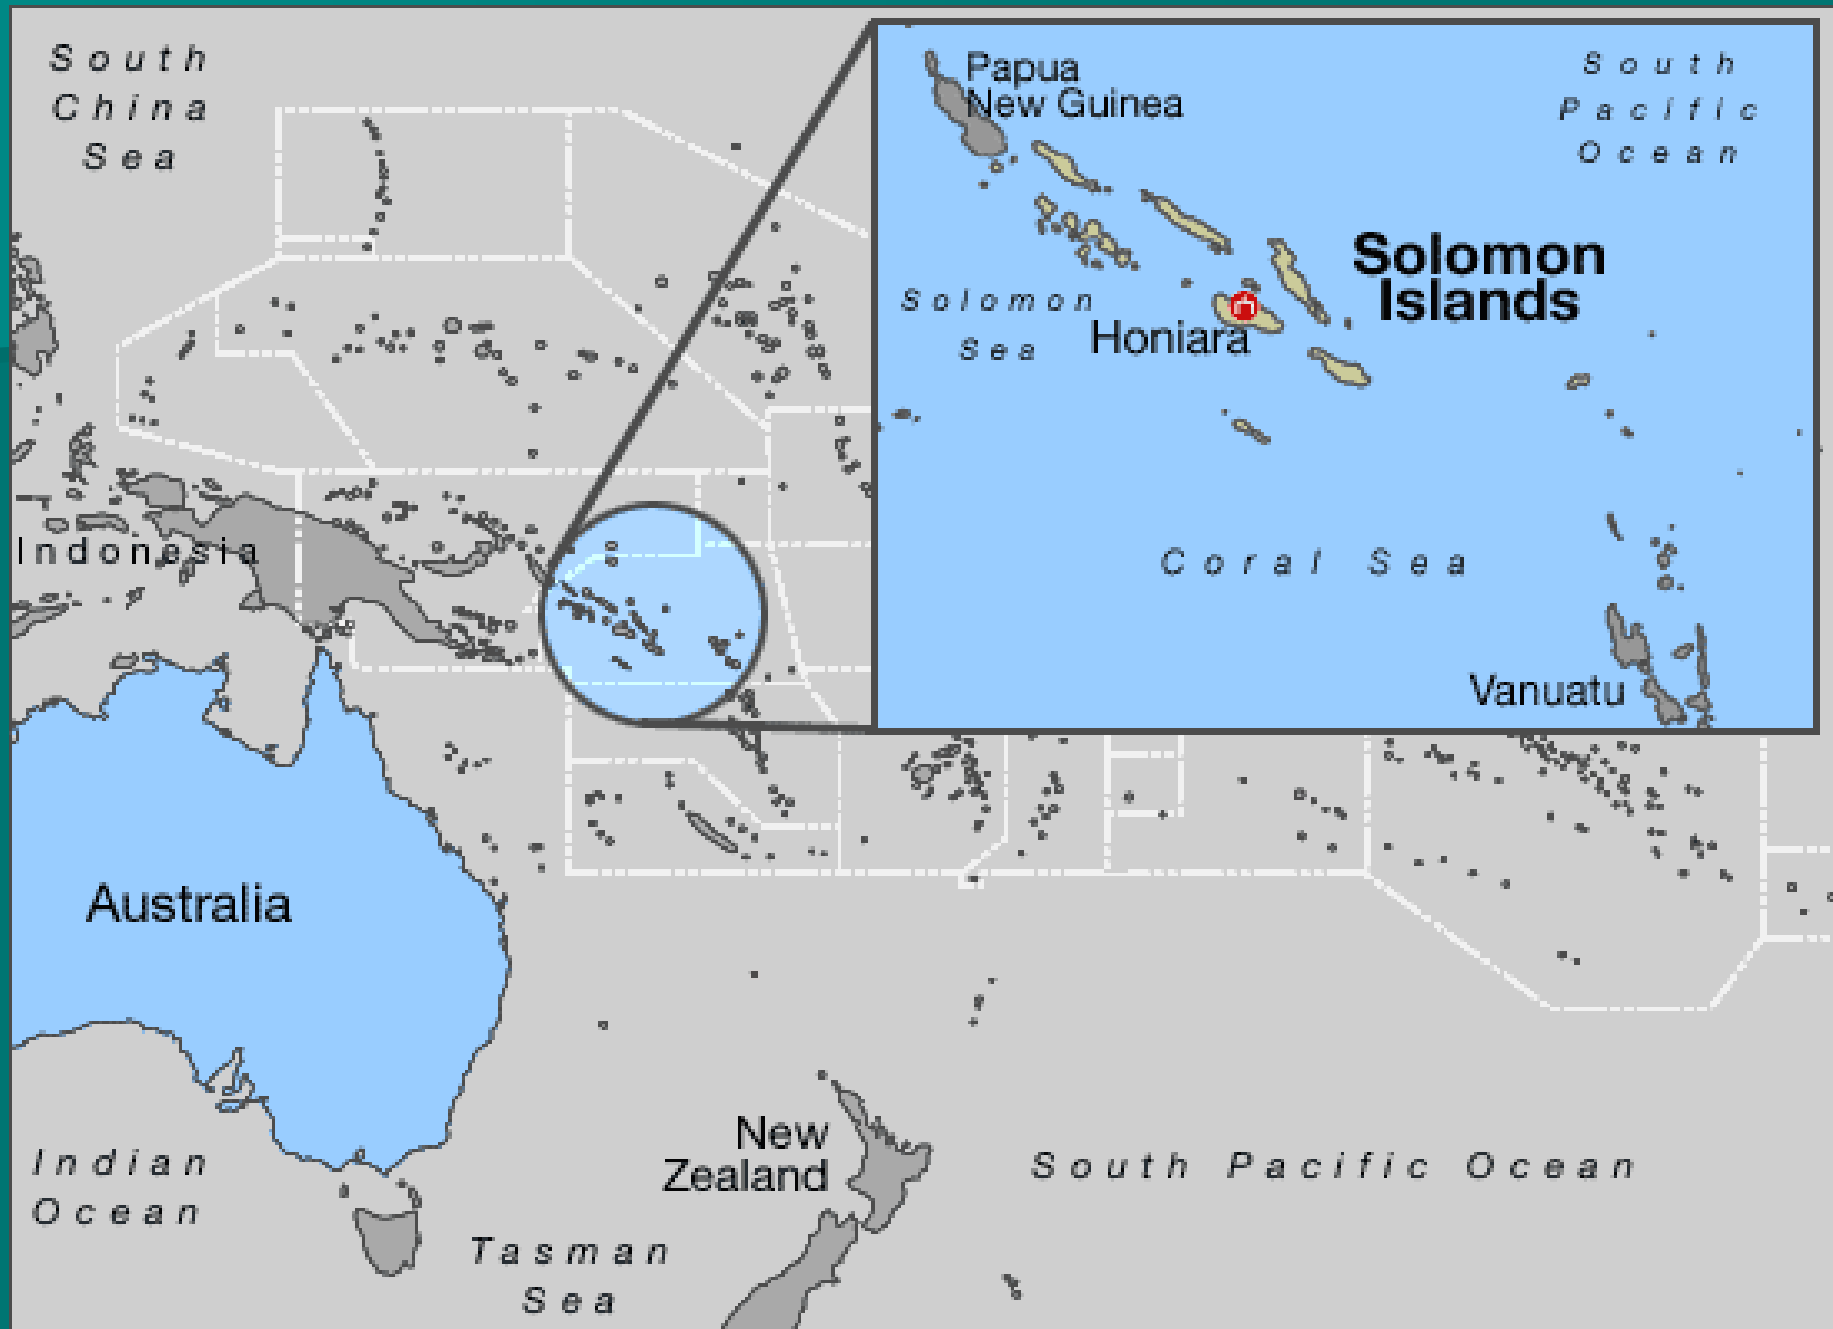 South
China
Sea
Papua
New Guinea
South
Pacific
Ocean
Solomon
Islands
Solomon
Sea
Honiara
Indonesia
Coral Sea
Vanuatu
Australia
New
Zealand
Indian
Ocean
South Pacific Ocean
Tasman
Sea